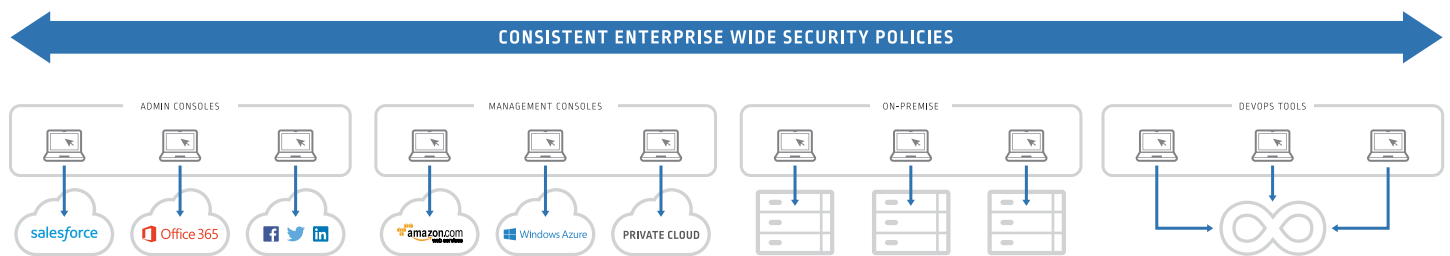 CONSISTENT ENTERPRISE WIDE SECURITY POLICIES
ADMIN CONSOLES
MANAGEMENT CONSOLES
ON-PREMISE
DEVOPS TOOLS
salesforce
Office 365
in
amazon.com
web services
Windows Azure
PRIVATE CLOUD